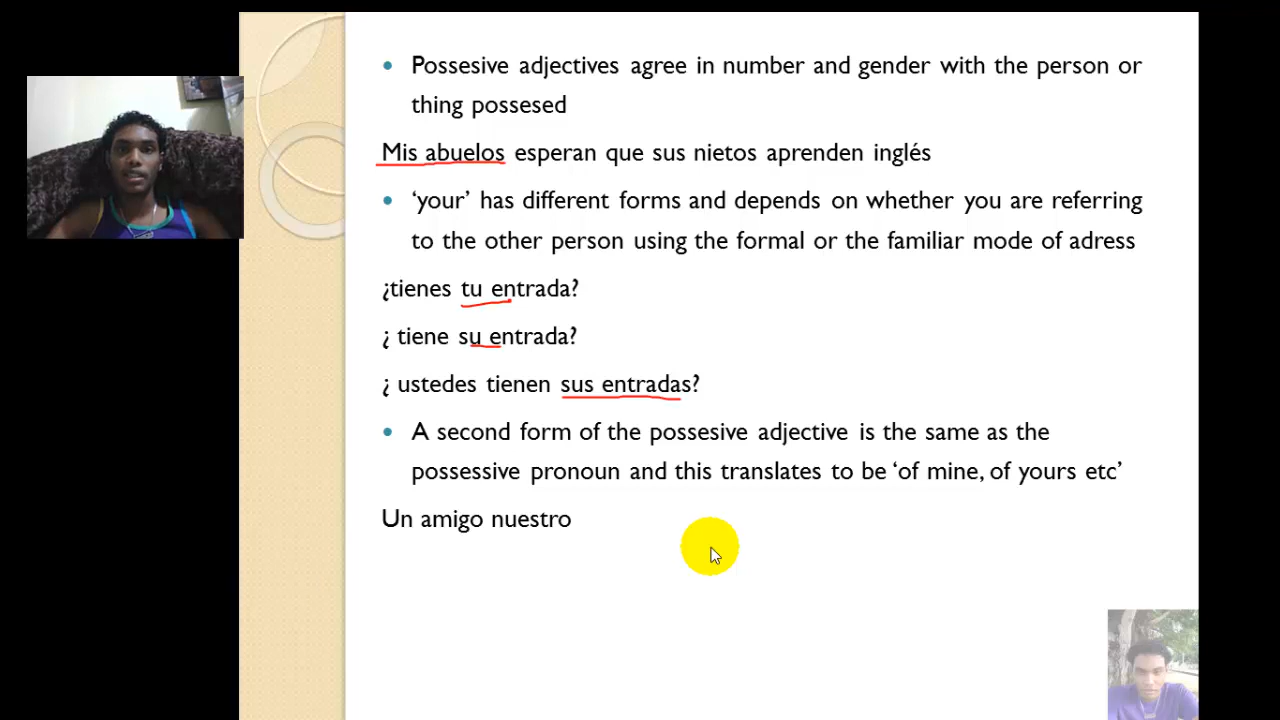 Possesive adjectives agree in number and gender with the person or
thing possesed
Mis abuelos esperan que sus nietos aprenden inglés
‘your’ has different forms and depends on whether you are referring
to the other person using the formal or the familiar mode of adress
¿tienes tu entrada?
¿ tiene su entrada?
¿ ustedes tienen sus entradas?
A second form of the possesive adjective is the same as the
possessive pronoun and this translates to be ‘of mine, of yours etc’
Un amigo nuestro